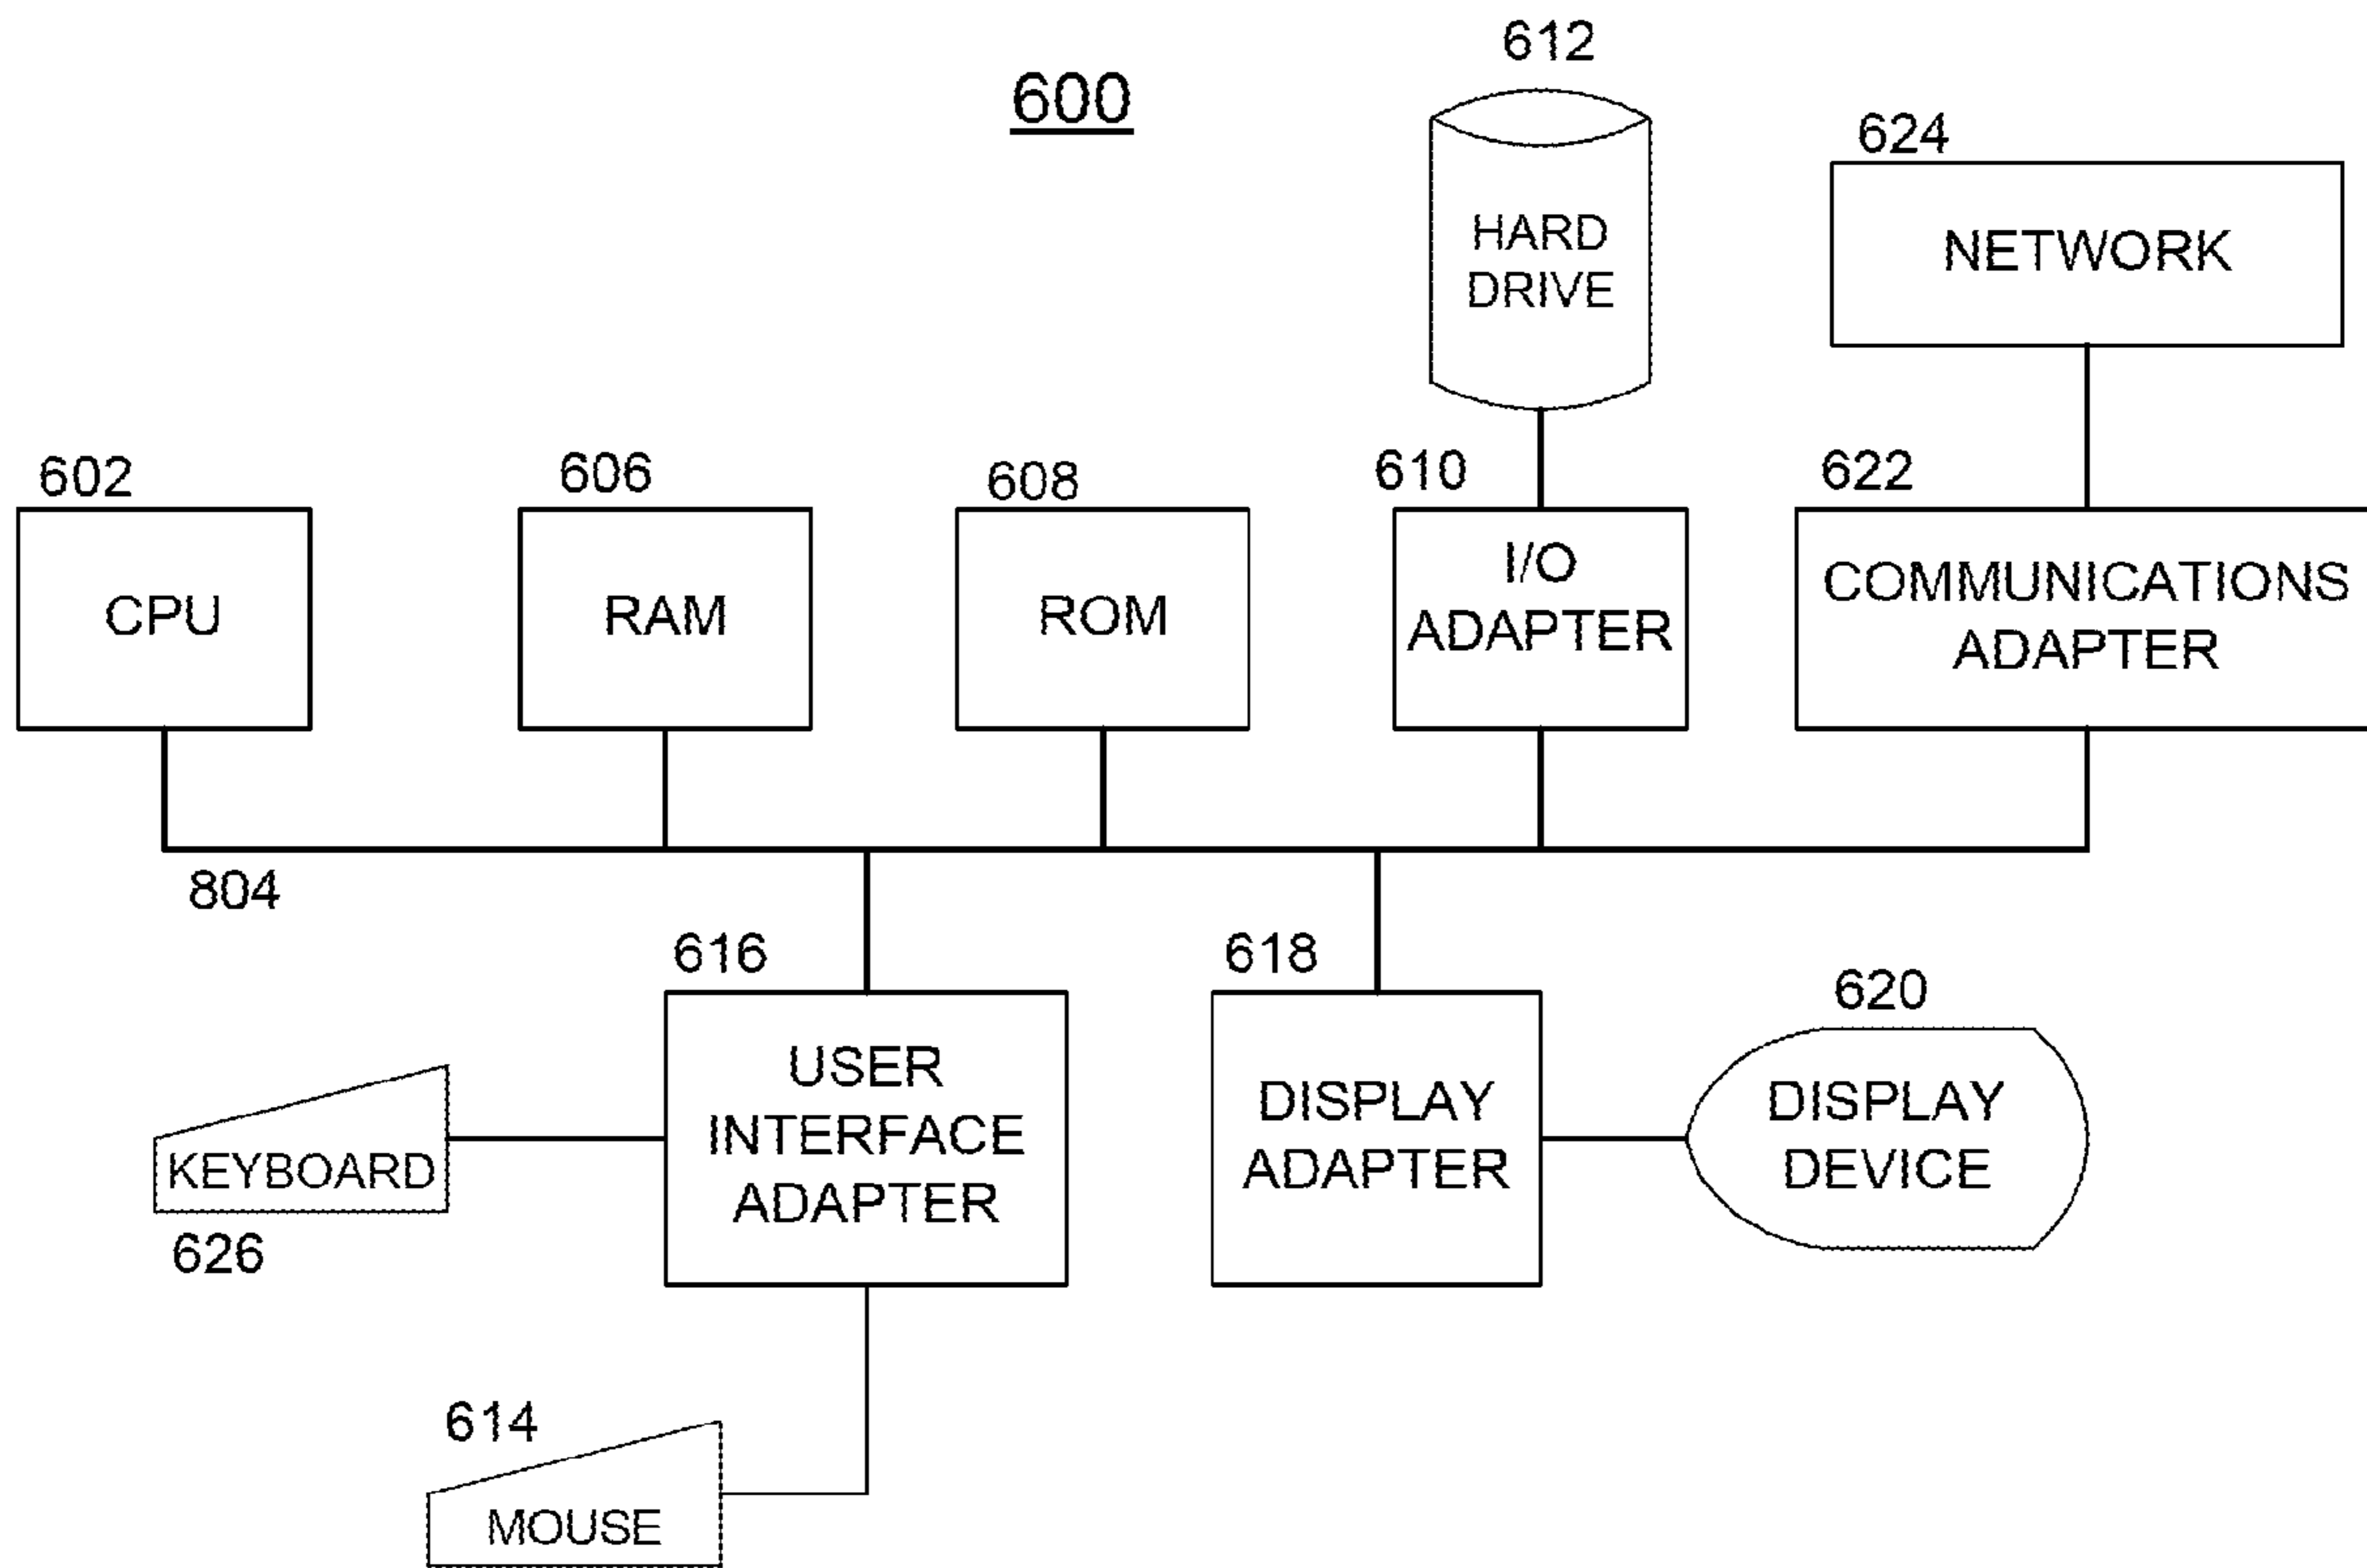 600
612
HARD
DRIVE
624
NETWORK
602
CPU
606
RAM
608
ROM
610
I/O
ADAPTER
622
COMMUNICATIONS
ADAPTER
804
616
USER
INTERFACE
ADAPTER
618
DISPLAY
ADAPTER
620
DISPLAY
DEVICE
KEYBOARD
626
614
MOUSE